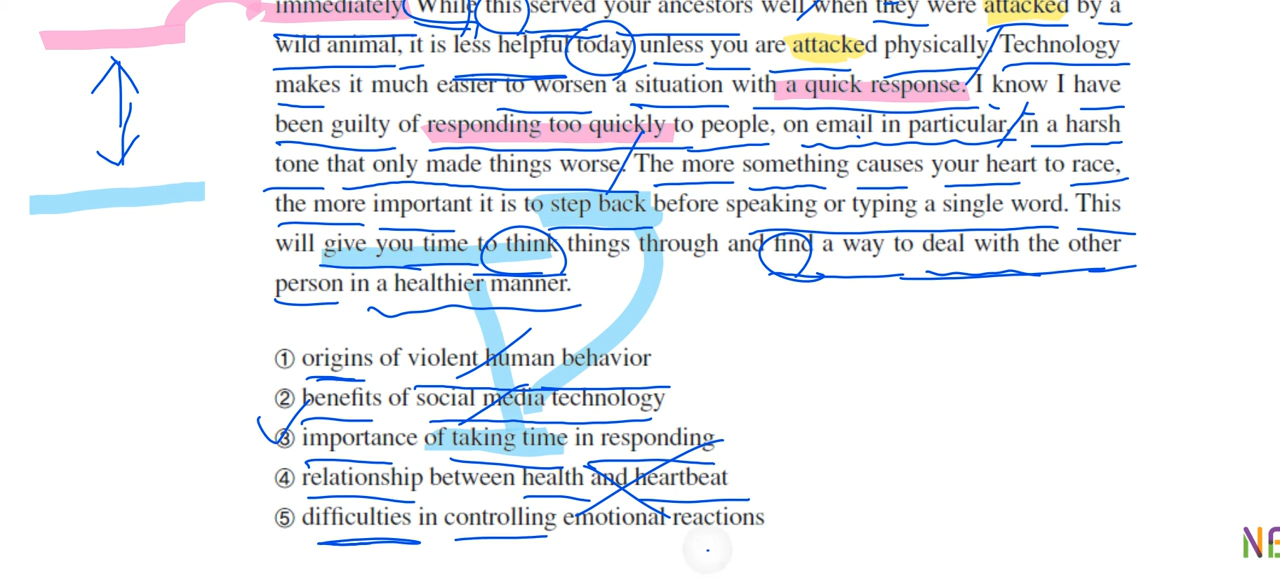 immediately. While this served your ancestors well when they were attacked by a
wild animal, it is less helpful today unless you are attacked physically. Technology
makes it much easier to worsen a situation with a quick response. I know I have
been guilty of responding too quickly to people, on email in particular, in a harsh
tone that only made things worse. The more something causes your heart to race,
the more important it is to step back before speaking or typing a single word. This
will give you time to think things through and find a way to deal with the other
person in a healthier manner.
① origins of violent human behavior
② benefits of social media technology
③ importance of taking time in responding
④ relationship between health and heartbeat
⑤ difficulties in controlling emotional reactions